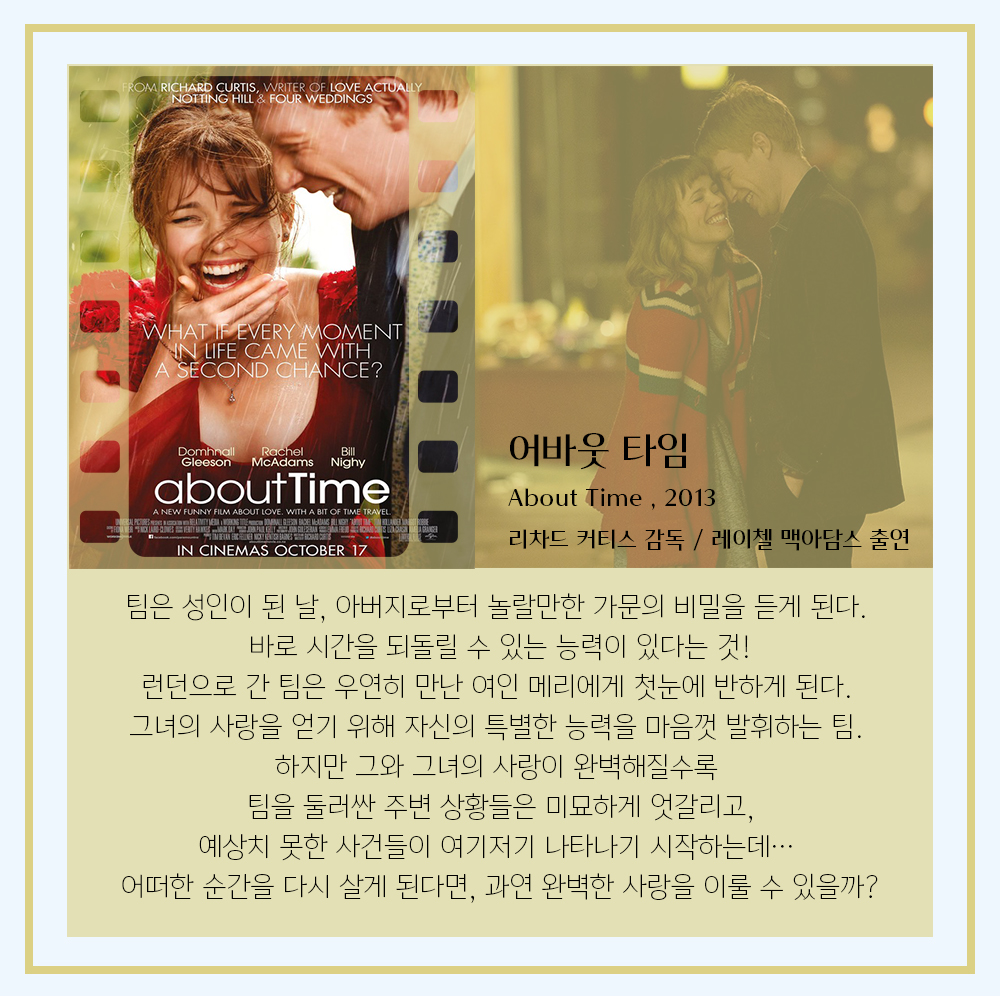 FROM RICHARD CURTIS, WRITER OF LOVE ACTUALLY
NOTTING HILL & FOUR WEDDINGS
WHAT IF EVERY MOMENT
IN LIFE CAME WITH
A SECOND CHANCE?
Domhnall Gleeson
Rachel McAdams
Bill Nighy
aboutTime
A NEW FUNNY FILM ABOUT LOVE. WITH A BIT OF TIME TRAVEL.
IN CINEMAS OCTOBER 17
어바웃 타임
About Time , 2013
리차드 커티스 감독 / 레이첼 맥아담스 출연
팀은 성인이 된 날, 아버지로부터 놀랄만한 가문의 비밀을 듣게 된다.
바로 시간을 되돌릴 수 있는 능력이 있다는 것!
런던으로 간 팀은 우연히 만난 여인 메리에게 첫눈에 반하게 된다.
그녀의 사랑을 얻기 위해 자신의 특별한 능력을 마음껏 발휘하는 팀.
하지만 그와 그녀의 사랑이 완벽해질수록
팀을 둘러싼 주변 상황들은 미묘하게 엇갈리고,
예상치 못한 사건들이 여기저기 나타나기 시작하는데…
어떠한 순간을 다시 살게 된다면, 과연 완벽한 사랑을 이룰 수 있을까?